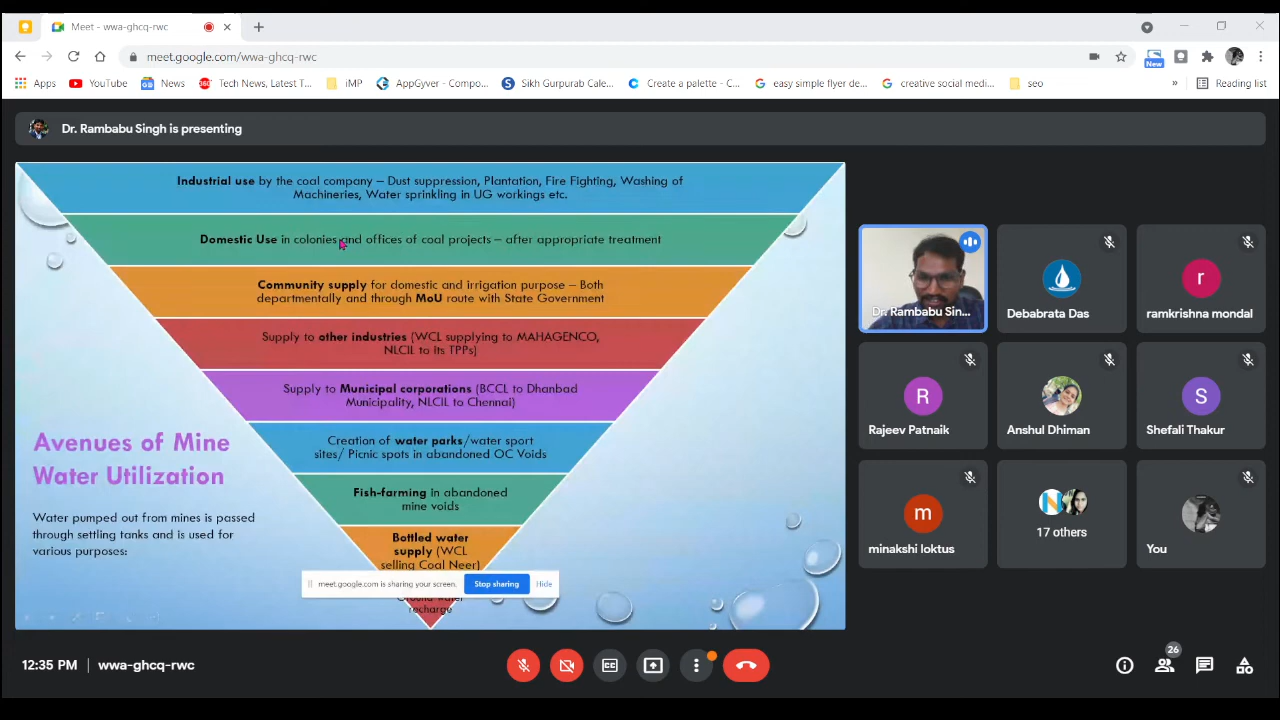 Meet - wwa-ghcq-rwc
meet.google.com/wwa-ghcq-rwc
New
Apps
YouTube
News
Tech News, Latest T...
iMP
AppGyver - Compo...
Sikh Gurpurab Cale...
Create a palette - C...
easy simple flyer de...
creative social medi...
seo
»
Reading list
Dr. Rambabu Singh is presenting
Industrial use by the coal company – Dust suppression, Plantation, Fire Fighting, Washing of
Machineries, Water sprinkling in UG workings etc.
Domestic Use in colonies and offices of coal projects – after appropriate treatment
Community supply for domestic and irrigation purpose – Both
departmentally and through MoU route with State Government
Supply to other industries (WCL supplying to MAHAGENCO,
NLCIL to its TPPs)
Supply to Municipal corporations (BCCL to Dhanbad
Municipality, NLCIL to Chennai)
Creation of water parks/water sport
sites/ Picnic spots in abandoned OC Voids
Fish-farming in abandoned
mine voids
Bottled water
supply (WCL
selling Coal Neer)
Ground water
recharge
Avenues of Mine
Water Utilization
Water pumped out from mines is passed
through settling tanks and is used for
various purposes:
meet.google.com is sharing your screen.
Stop sharing
Hide
Dr. Rambabu Sin...
Debabrata Das
r
ramkrishna mondal
R
Rajeev Patnaik
Anshul Dhiman
S
Shefali Thakur
m
minakshi loktus
N
17 others
You
12:35 PM | wwa-ghcq-rwc
CC
26